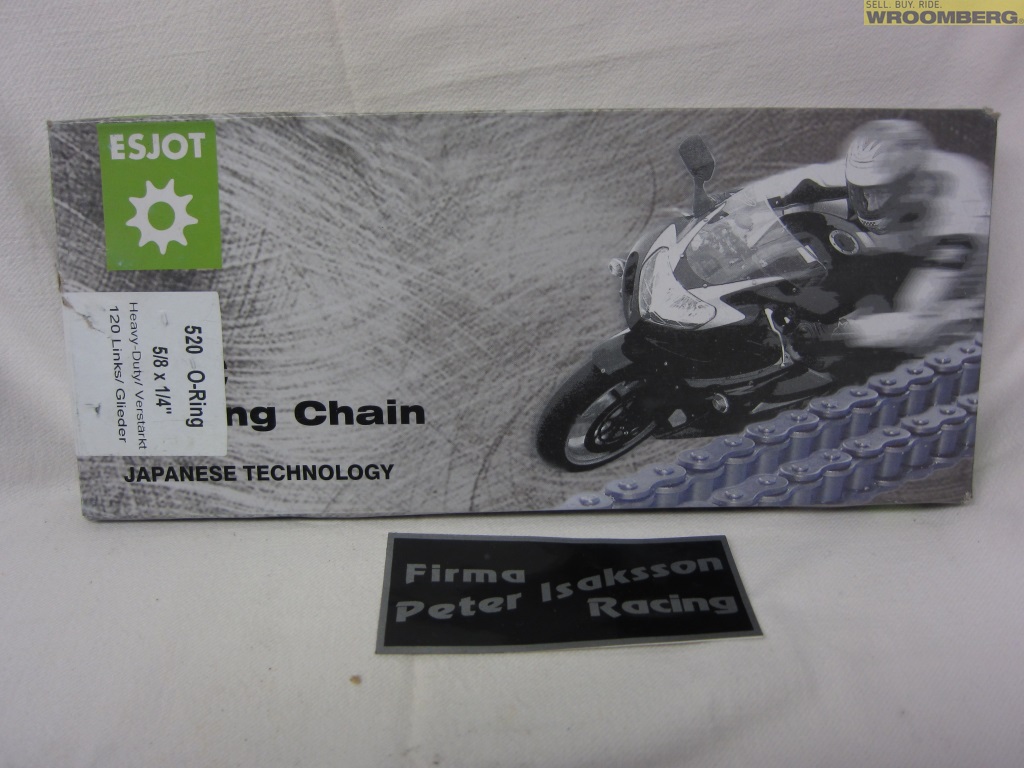 SELL. BUY. RIDE.
WROOMBERG
ESJOT
520 O-Ring
5/8 x 1/4"
Heavy-Duty/ Verstärkt
120 Links/ Glieder
ng Chain
JAPANESE TECHNOLOGY
Firma
Peter Isaksson
Racing